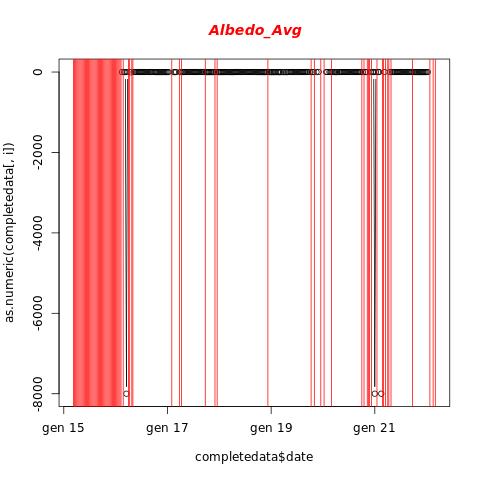 Albedo_Avg
as.numeric(completedata[, i])
0
-2000
-4000
-6000
-8000
gen 15
gen 17
gen 19
gen 21
completedata$date